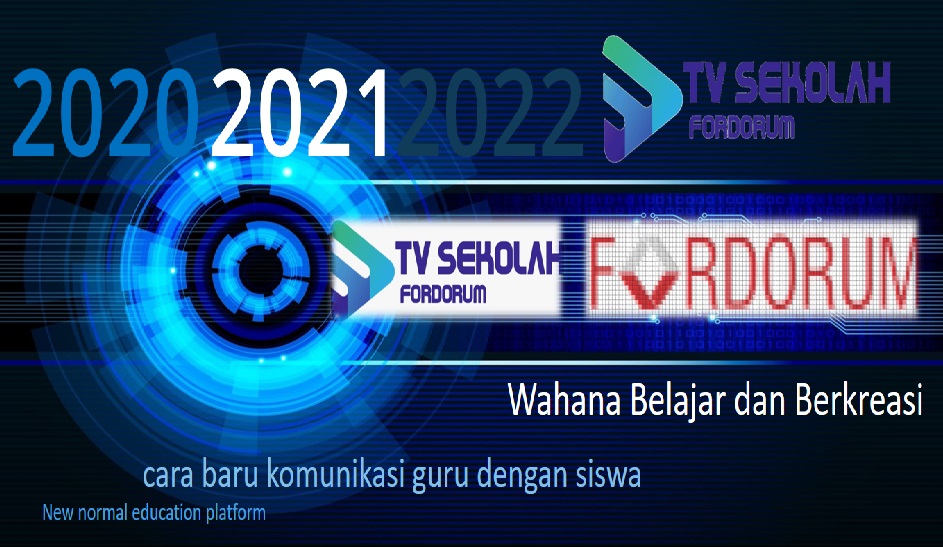 2020 2021 2022
TV SEKOLAH
FORDORUM
TV SEKOLAH
FORDORUM
FORDORUM
Wahana Belajar dan Berkreasi
cara baru komunikasi guru dengan siswa
New normal education platform